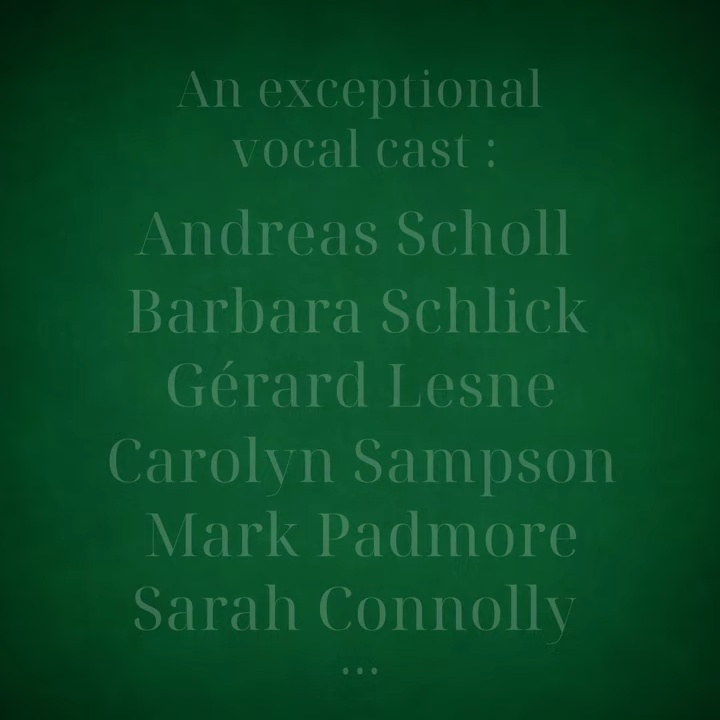 An exceptional
vocal cast :
Andreas Scholl
Barbara Schlick
Gérard Lesne
Carolyn Sampson
Mark Padmore
Sarah Connolly
...